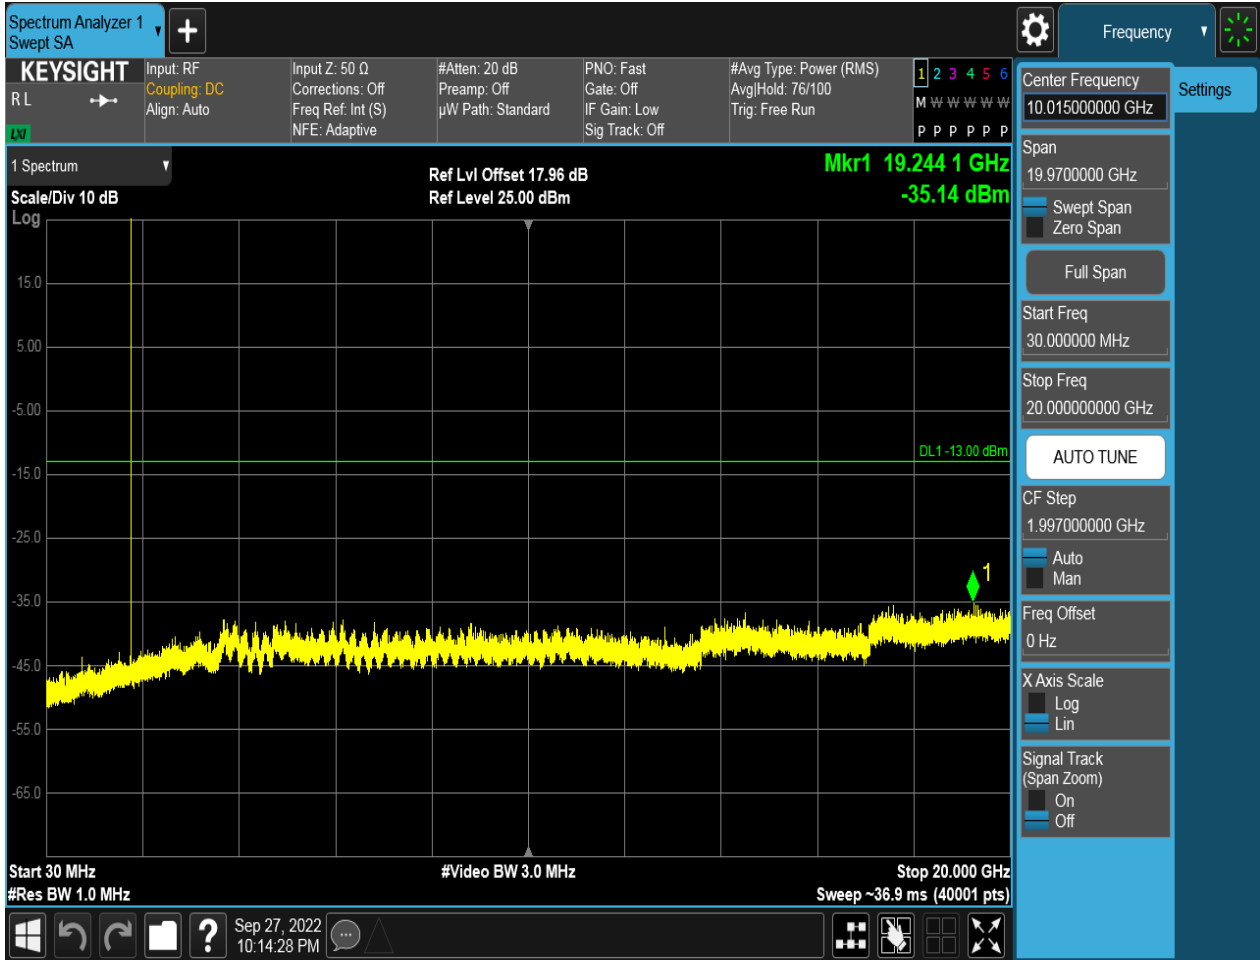 Spectrum Analyzer 1
Swept SA
Frequency
KEYSIGHT
R L
LXI
Input: RF
Coupling: DC
Align: Auto
Input Z: 50 Ω
Corrections: Off
Freq Ref: Int (S)
NFE: Adaptive
#Atten: 20 dB
Preamp: Off
µW Path: Standard
PNO: Fast
Gate: Off
IF Gain: Low
Sig Track: Off
#Avg Type: Power (RMS)
Avg|Hold: 76/100
Trig: Free Run
1 2 3 4 5 6
M W W W W W
P P P P P P
Center Frequency
10.015000000 GHz
Settings
Span
19.9700000 GHz
Swept Span
Zero Span
Full Span
Start Freq
30.000000 MHz
Stop Freq
20.000000000 GHz
AUTO TUNE
CF Step
1.997000000 GHz
Auto
Man
Freq Offset
0 Hz
X Axis Scale
Log
Lin
Signal Track
(Span Zoom)
On
Off
1 Spectrum
Scale/Div 10 dB
Log
Ref Lvl Offset 17.96 dB
Ref Level 25.00 dBm
Mkr1 19.244 1 GHz
-35.14 dBm
15.0
5.00
-5.00
DL1 -13.00 dBm
-15.0
-25.0
1
-35.0
-45.0
-55.0
-65.0
Start 30 MHz
#Video BW 3.0 MHz
Stop 20.000 GHz
#Res BW 1.0 MHz
Sweep ~36.9 ms (40001 pts)
?
Sep 27, 2022
10:14:28 PM